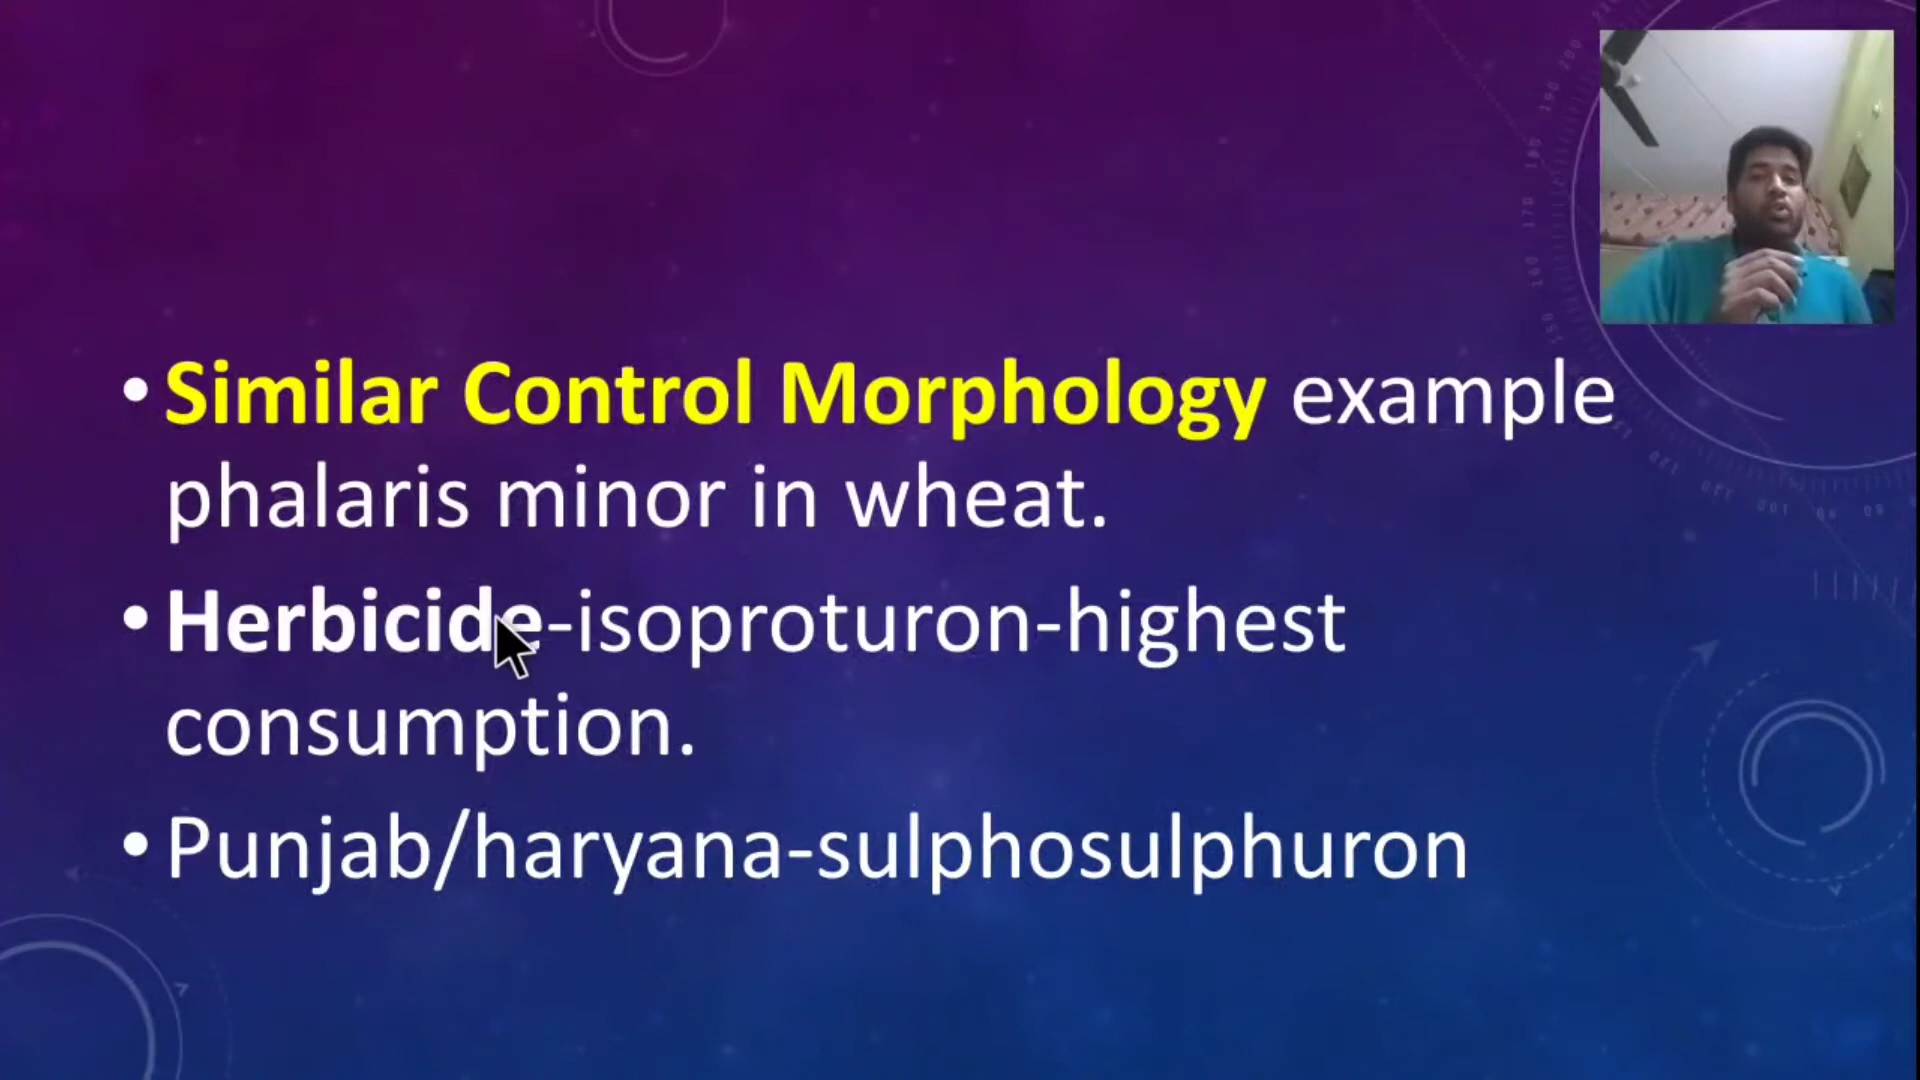 • Similar Control Morphology example
phalaris minor in wheat.
• Herbicide-isoproturon-highest
consumption.
• Punjab/haryana-sulphosulphuron